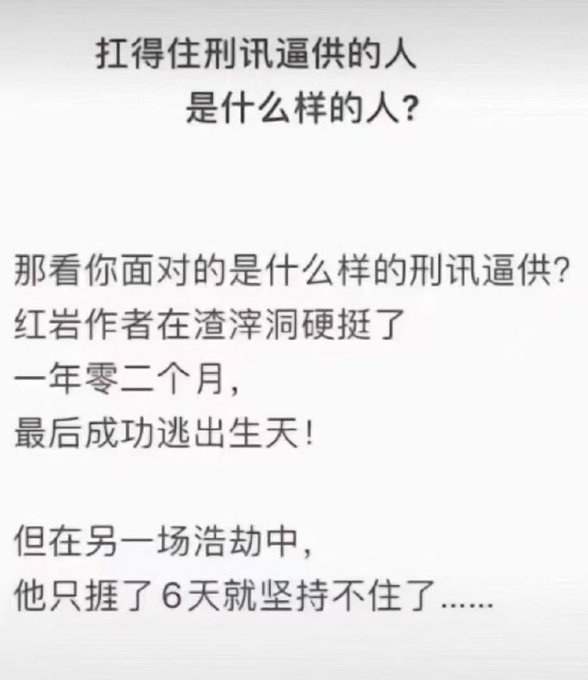 扛得住刑讯逼供的人
是什么样的人?
那看你面对的是什么样的刑讯逼供?
红岩作者在渣滓洞硬挺了
一年零二个月，
最后成功逃出生天!
但在另一场浩劫中，
他只捱了6天就坚持不住了......